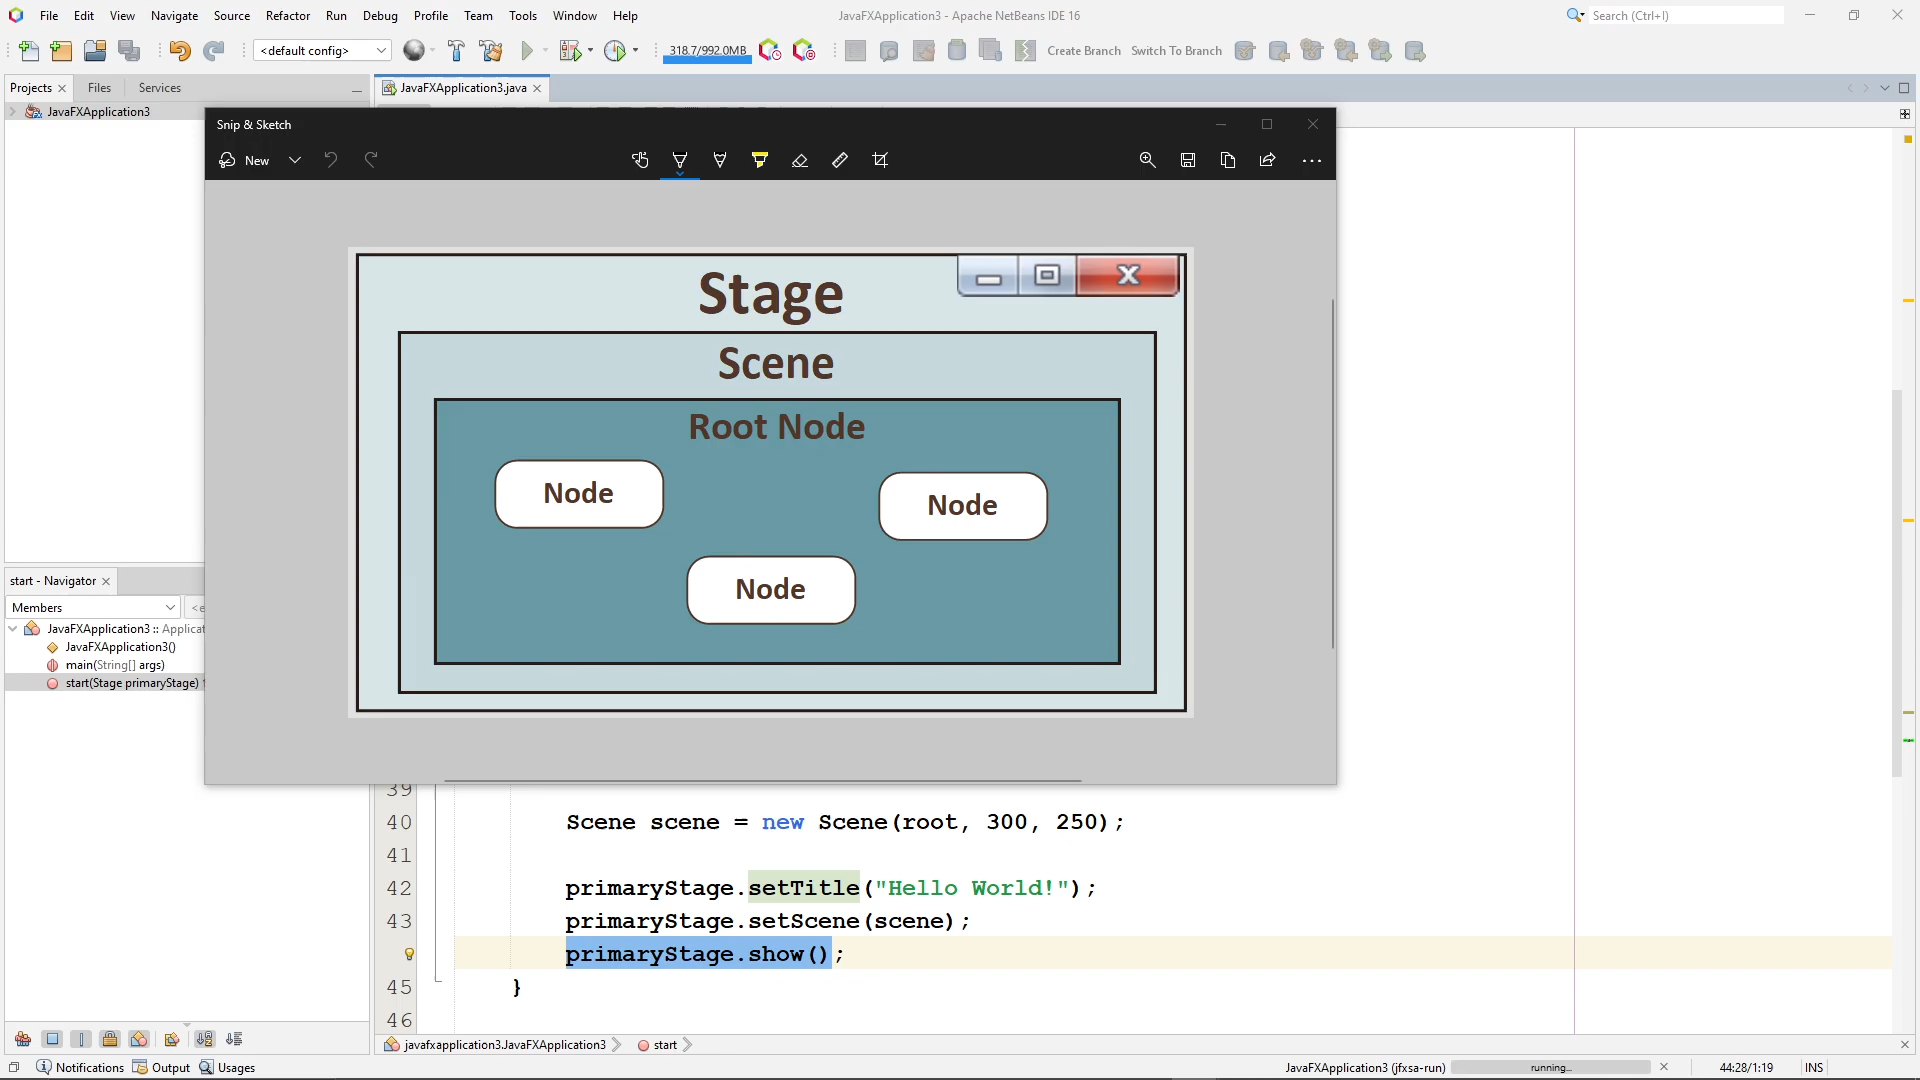 File Edit View Navigate Source Refactor Run Debug Profile Team Tools Window Help
JavaFXApplication3 - Apache NetBeans IDE 16
Search (Ctrl+I)
<default config>
318.7/992.0MB
Create Branch Switch To Branch
Projects Files Services
JavaFXApplication3.java
JavaFXApplication3
Snip & Sketch
New
Stage
Scene
Root Node
Node
Node
Node
start - Navigator
Members
<e
JavaFXApplication3 :: Applicat
JavaFXApplication3()
main(String[] args)
start(Stage primaryStage)
39
40 Scene scene = new Scene(root, 300, 250);
41
42 primaryStage.setTitle("Hello World!");
43 primaryStage.setScene(scene);
primaryStage.show();
45 }
46
javafxapplication3.JavaFXApplication3 start
Notifications Output Usages
JavaFXApplication3 (jfxsa-run) running... 44:28/1:19 INS